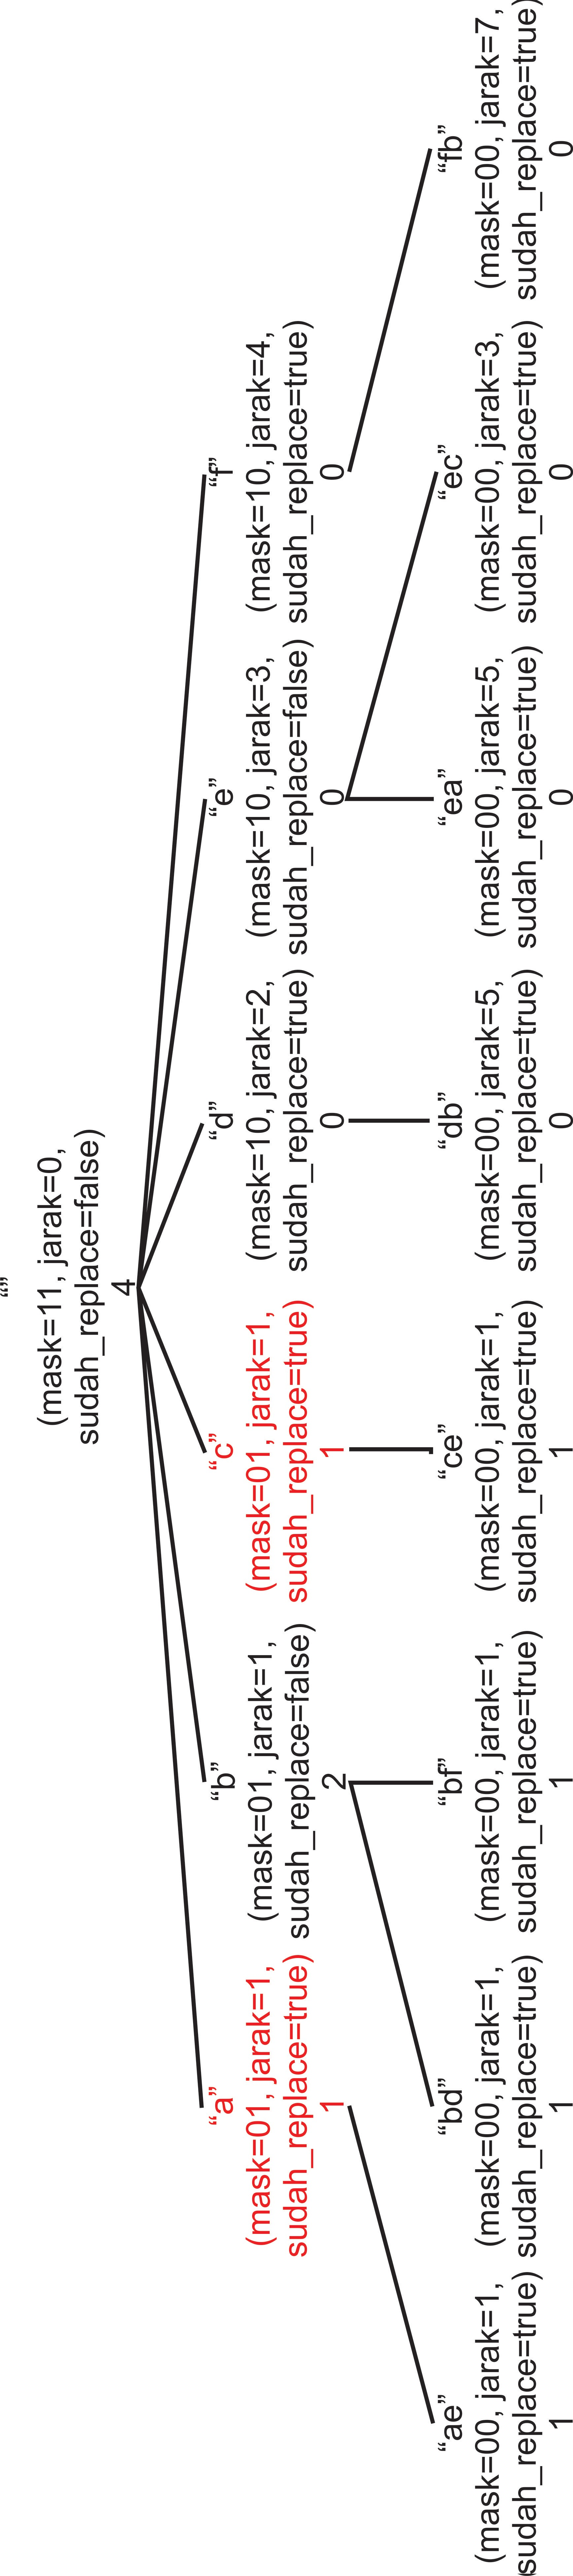 “”
(mask=11, jarak=0,
sudah_replace=false)
4
“a”
(mask=01, jarak=1,
sudah_replace=true)
1
“b”
(mask=01, jarak=1,
sudah_replace=false)
2
“c”
(mask=01, jarak=1,
sudah_replace=true)
1
“d”
(mask=10, jarak=2,
sudah_replace=true)
0
“e”
(mask=10, jarak=3,
sudah_replace=false)
0
“f”
(mask=10, jarak=4,
sudah_replace=true)
0
“ae”
(mask=00, jarak=1,
sudah_replace=true)
1
“bd”
(mask=00, jarak=1,
sudah_replace=true)
1
“bf”
(mask=00, jarak=1,
sudah_replace=true)
1
“ce”
(mask=00, jarak=1,
sudah_replace=true)
1
“db”
(mask=00, jarak=5,
sudah_replace=true)
0
“ea”
(mask=00, jarak=5,
sudah_replace=true)
0
“ec”
(mask=00, jarak=3,
sudah_replace=true)
0
“fb”
(mask=00, jarak=7,
sudah_replace=true)
0